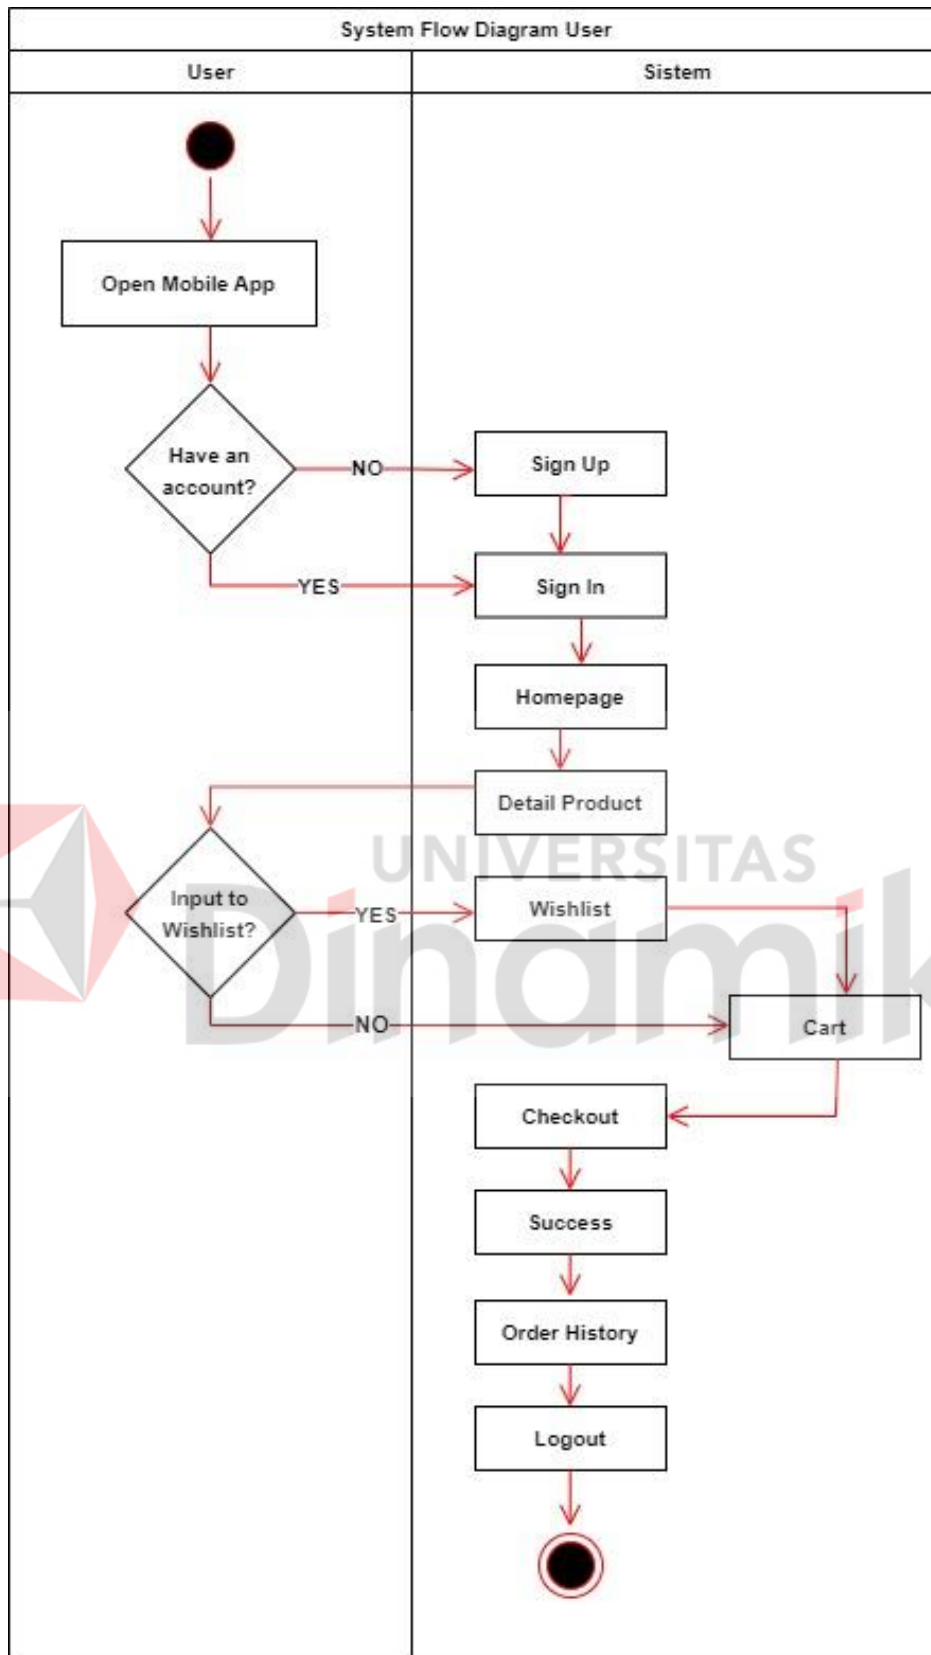 System Flow Diagram User
User
Sistem
Open Mobile App
Have an
account?
NO
Sign Up
YES
Sign In
Homepage
Detail Product
UNIVERSITAS
Dinamik
Input to
Wishlist?
YES
Wishlist
NO
Cart
Checkout
Success
Order History
Logout